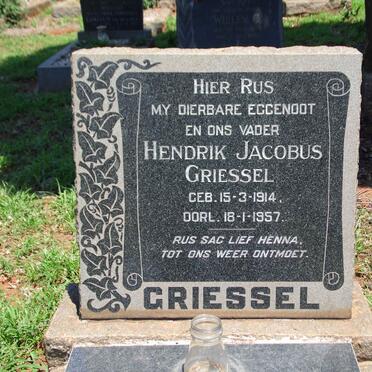 HIER RUS
MY DIERBARE EGGENOOT
EN ONS VADER
HENDRIK JACOBUS
GRIESSEL
GEB. 15-3-1914.
OORL. 18-1-1957.
RUS SAG LIEF HENNA,
TOT ONS WEER ONTMOET.
GRIESSEL